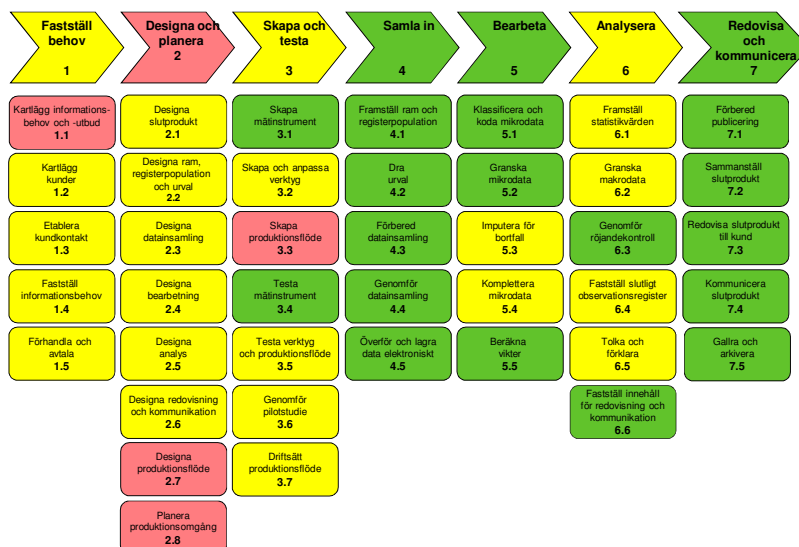 Fastställ
behov
1
Designa och
planera
2
Skapa och
testa
3
Samla in
4
Bearbeta
5
Analysera
6
Redovisa
och
kommunicera
7
Kartlägg informations-
behov och -utbud
1.1
Kartlägg
kunder
1.2
Etablera
kundkontakt
1.3
Fastställ
informationsbehov
1.4
Förhandla och
avtala
1.5
Designa
slutprodukt
2.1
Designa ram,
registerpopulation
och urval
2.2
Designa
datainsamling
2.3
Designa
bearbetning
2.4
Designa
analys
2.5
Designa redovisning
och kommunikation
2.6
Designa
produktionsflöde
2.7
Planera
produktionsomgång
2.8
Skapa
mätinstrument
3.1
Skapa och anpassa
verktyg
3.2
Skapa
produktionsflöde
3.3
Testa
mätinstrument
3.4
Testa verktyg
och produktionsflöde
3.5
Genomför
pilotstudie
3.6
Driftsätt
produktionsflöde
3.7
Framställ ram och
registerpopulation
4.1
Dra
urval
4.2
Förbered
datainsamling
4.3
Genomför
datainsamling
4.4
Överför och lagra
data elektroniskt
4.5
Klassificera och
koda mikrodata
5.1
Granska
mikrodata
5.2
Imputera för
bortfall
5.3
Komplettera
mikrodata
5.4
Beräkna
vikter
5.5
Framställ
statistikvärden
6.1
Granska
makrodata
6.2
Genomför
röjandekontroll
6.3
Fastställ slutligt
observationsregister
6.4
Tolka och
förklara
6.5
Fastställ innehåll
för redovisning och
kommunikation
6.6
Förbered
publicering
7.1
Sammanställ
slutprodukt
7.2
Redovisa slutprodukt
till kund
7.3
Kommunicera
slutprodukt
7.4
Gallra och
arkivera
7.5